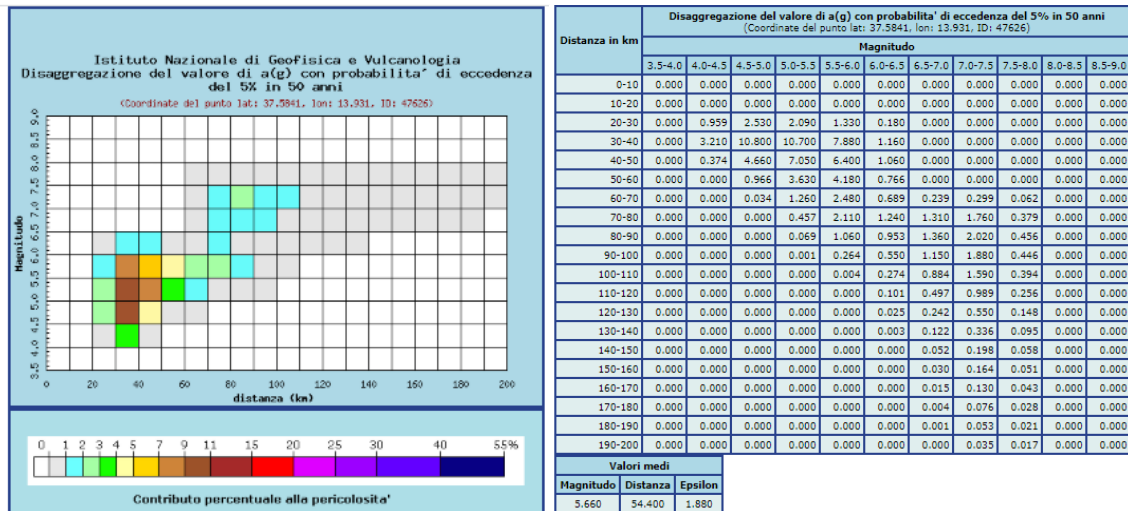 Istituto Nazionale di Geofisica e Vulcanologia
Disaggregazione del valore di a(g) con probabilita´ di eccedenza
del 5% in 50 anni
(Coordinate del punto lat: 37.5841, lon: 13.931, ID: 47626)
9.0
8.5
8.0
7.5
7.0
6.5
6.0
5.5
5.0
4.5
4.0
3.5
Magnitudo
0 20 40 60 80 100 120 140 160 180 200
distanza (km)
0 1 2 3 4 5 7 9 11 15 20 25 30 40 55%
Contributo percentuale alla pericolosita'
Disaggregazione del valore di a(g) con probabilita' di eccedenza del 5% in 50 anni
(Coordinate del punto lat: 37.5841, lon: 13.931, ID: 47626)
Distanza in km
Magnitudo
3.5-4.0 4.0-4.5 4.5-5.0 5.0-5.5 5.5-6.0 6.0-6.5 6.5-7.0 7.0-7.5 7.5-8.0 8.0-8.5 8.5-9.0
0-10 0.000 0.000 0.000 0.000 0.000 0.000 0.000 0.000 0.000 0.000 0.000
10-20 0.000 0.000 0.000 0.000 0.000 0.000 0.000 0.000 0.000 0.000 0.000
20-30 0.000 0.959 2.530 2.090 1.330 0.180 0.000 0.000 0.000 0.000 0.000
30-40 0.000 3.210 10.800 10.700 7.880 1.160 0.000 0.000 0.000 0.000 0.000
40-50 0.000 0.374 4.660 7.050 6.400 1.060 0.000 0.000 0.000 0.000 0.000
50-60 0.000 0.000 0.966 3.630 4.180 0.766 0.000 0.000 0.000 0.000 0.000
60-70 0.000 0.000 0.034 1.260 2.480 0.689 0.239 0.299 0.062 0.000 0.000
70-80 0.000 0.000 0.000 0.457 2.110 1.240 1.310 1.760 0.379 0.000 0.000
80-90 0.000 0.000 0.000 0.069 1.060 0.953 1.360 2.020 0.456 0.000 0.000
90-100 0.000 0.000 0.000 0.001 0.264 0.550 1.150 1.880 0.446 0.000 0.000
100-110 0.000 0.000 0.000 0.000 0.004 0.274 0.884 1.590 0.394 0.000 0.000
110-120 0.000 0.000 0.000 0.000 0.000 0.101 0.497 0.989 0.256 0.000 0.000
120-130 0.000 0.000 0.000 0.000 0.000 0.025 0.242 0.550 0.148 0.000 0.000
130-140 0.000 0.000 0.000 0.000 0.000 0.003 0.122 0.336 0.095 0.000 0.000
140-150 0.000 0.000 0.000 0.000 0.000 0.000 0.052 0.198 0.058 0.000 0.000
150-160 0.000 0.000 0.000 0.000 0.000 0.000 0.030 0.164 0.051 0.000 0.000
160-170 0.000 0.000 0.000 0.000 0.000 0.000 0.015 0.130 0.043 0.000 0.000
170-180 0.000 0.000 0.000 0.000 0.000 0.000 0.004 0.076 0.028 0.000 0.000
180-190 0.000 0.000 0.000 0.000 0.000 0.000 0.001 0.053 0.021 0.000 0.000
190-200 0.000 0.000 0.000 0.000 0.000 0.000 0.000 0.035 0.017 0.000 0.000
Valori medi
Magnitudo Distanza Epsilon
5.660 54.400 1.880